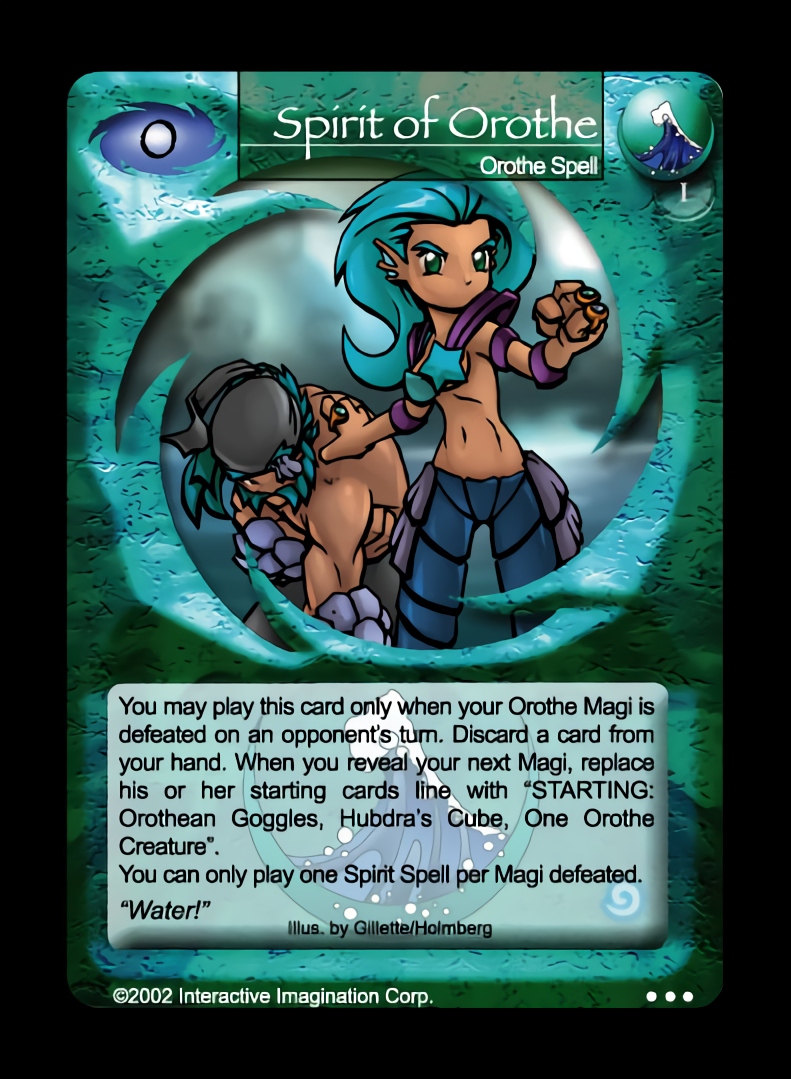 0
Spirit of Orothe
Orothe Spell
I
You may play this card only when your Orothe Magi is
defeated on an opponent's turn. Discard a card from
your hand. When you reveal your next Magi, replace
his or her starting cards line with "STARTING:
Orothean Goggles, Hubdra's Cube, One Orothe
Creature".
You can only play one Spirit Spell per Magi defeated.
"Water!"
Illus. by Gillette/Holmberg
©2002 Interactive Imagination Corp.